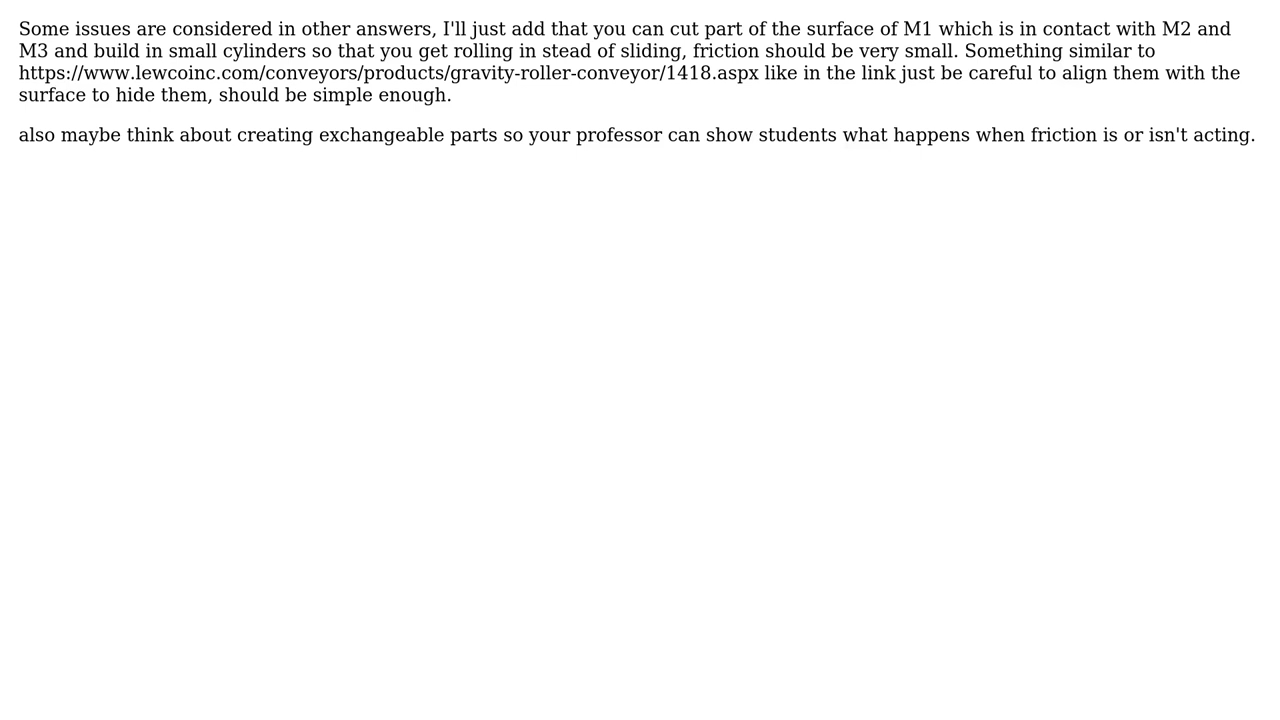 Some issues are considered in other answers, I'll just add that you can cut part of the surface of M1 which is in contact with M2 and
M3 and build in small cylinders so that you get rolling in stead of sliding, friction should be very small. Something similar to
https://www.lewcoinc.com/conveyors/products/gravity-roller-conveyor/1418.aspx like in the link just be careful to align them with the
surface to hide them, should be simple enough.
also maybe think about creating exchangeable parts so your professor can show students what happens when friction is or isn't acting.